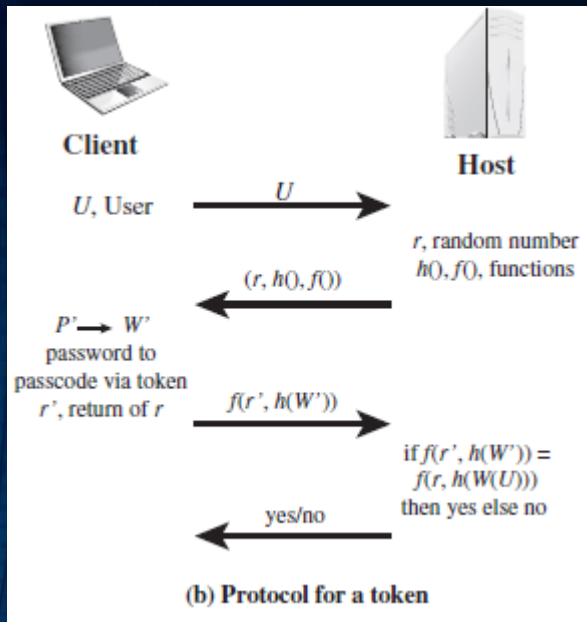 Client
Host
U, User
U
r, random number
h(), f(), functions
(r, h(), f())
P’ → W’
password to
passcode via token
r’, return of r
f(r’, h(W’))
if f(r’, h(W’)) =
f(r, h(W(U)))
then yes else no
yes/no
(b) Protocol for a token